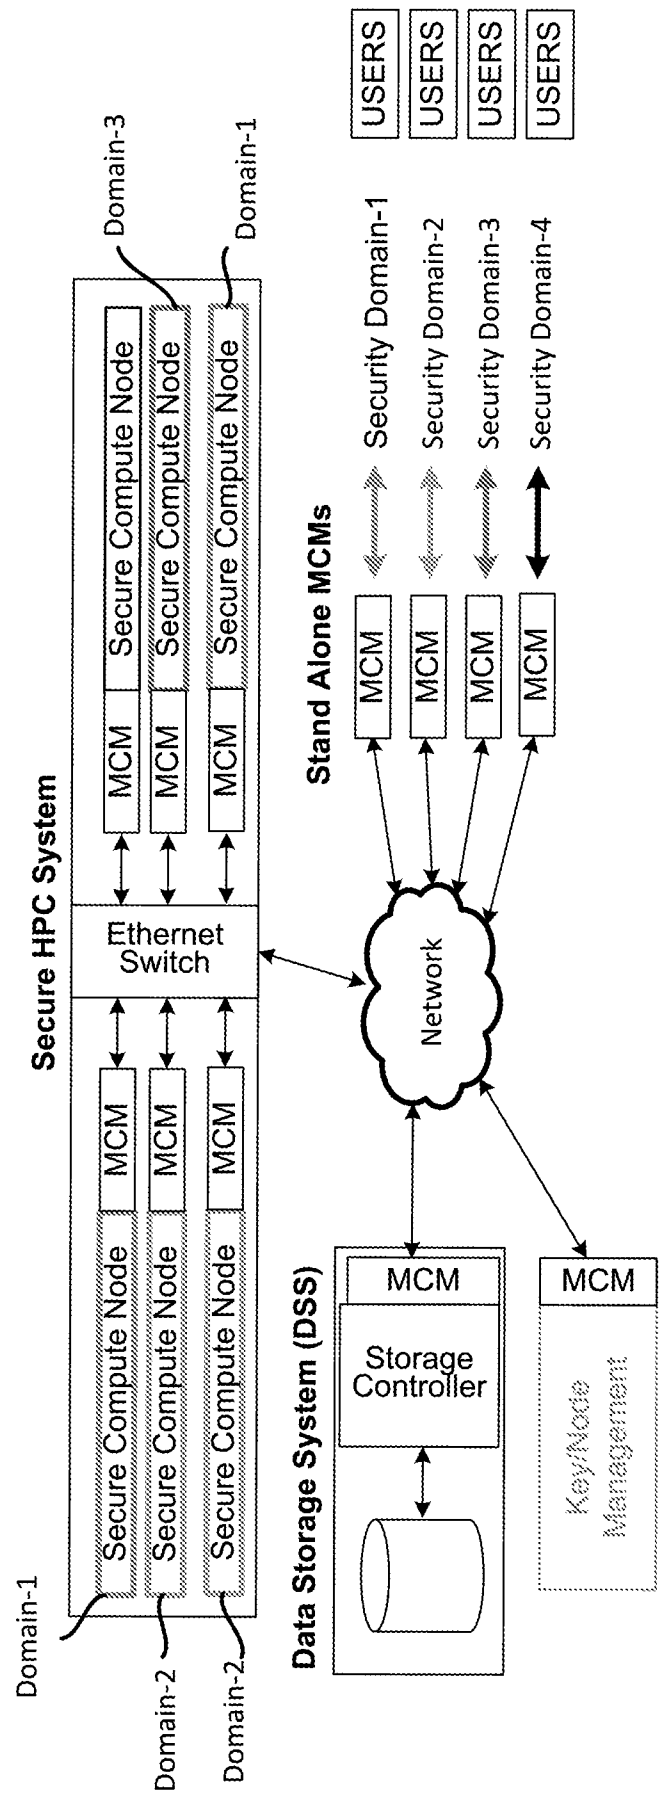 Secure HPC System
Domain-1
Secure Compute Node
MCM
Domain-2
Secure Compute Node
MCM
Domain-2
Secure Compute Node
MCM
Ethernet
Switch
MCM
Secure Compute Node
MCM
Secure Compute Node
Domain-3
MCM
Secure Compute Node
Domain-1
Data Storage System (DSS)
Storage
Controller
MCM
Key/Node
Management
MCM
Network
Stand Alone MCMs
MCM
Security Domain-1
USERS
MCM
Security Domain-2
USERS
MCM
Security Domain-3
USERS
MCM
Security Domain-4
USERS